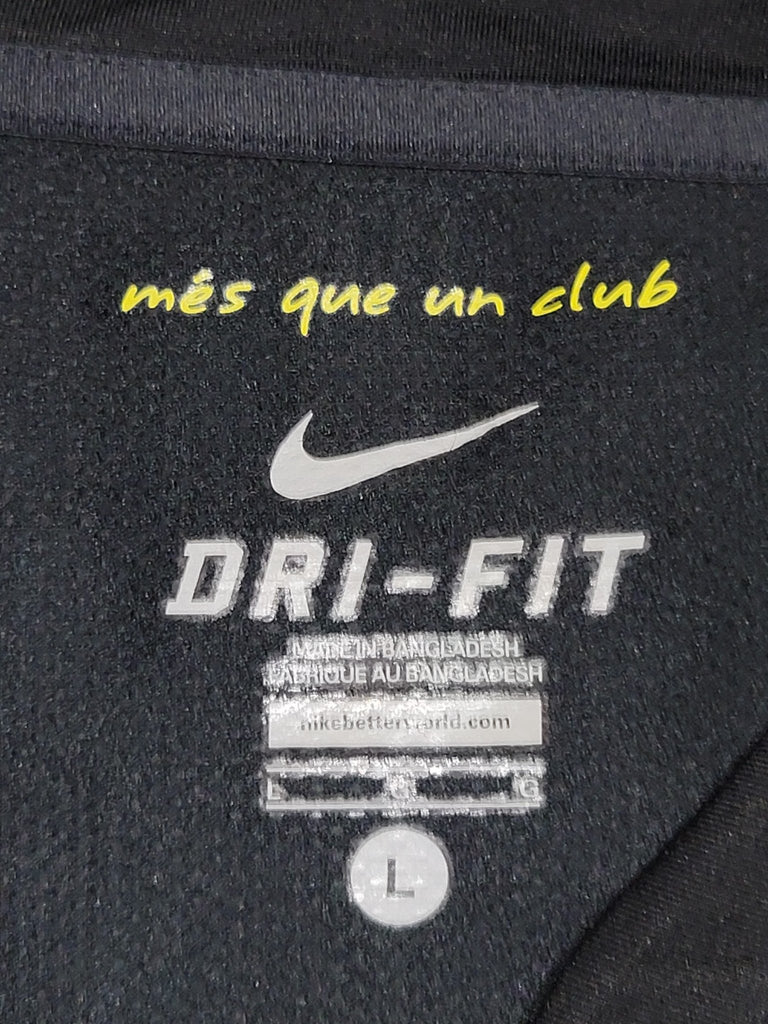 més que un club
DRI-FIT
MADE IN BANGLADESH
FABRIQUE AU BANGLADESH
nikebetterworld.com
L G G
L